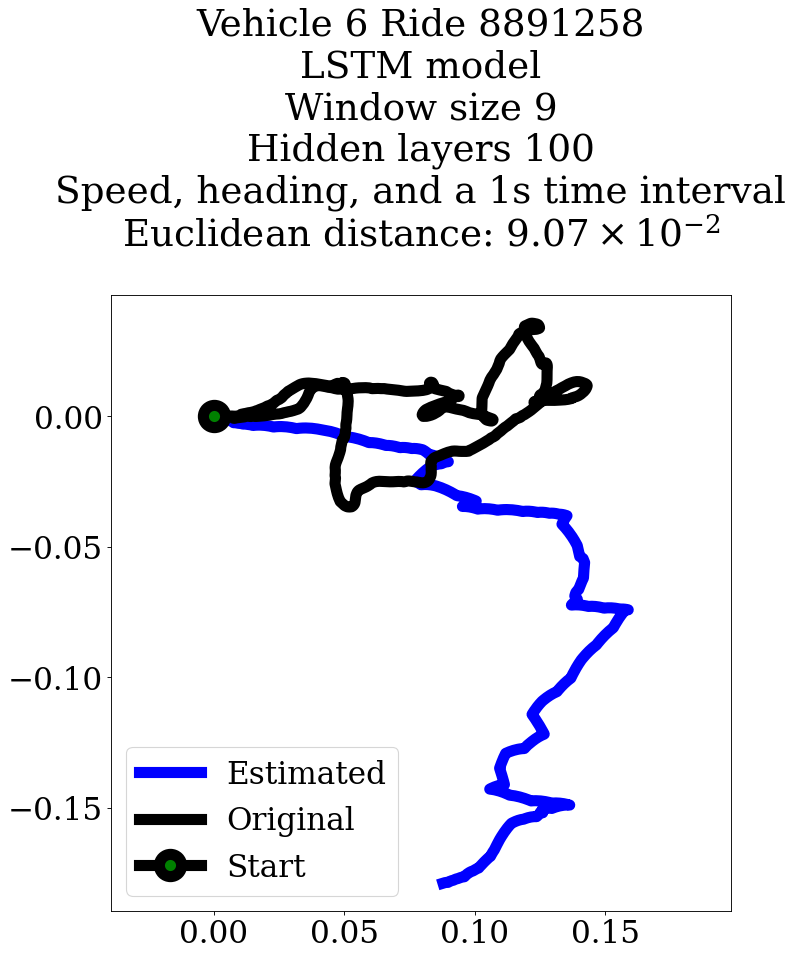 Vehicle 6 Ride 8891258
LSTM model
Window size 9
Hidden layers 100
Speed, heading, and a 1s time interval
Euclidean distance: 9.07 × 10⁻²
0.00
−0.05
−0.10
−0.15
Estimated
Original
Start
0.00 0.05 0.10 0.15